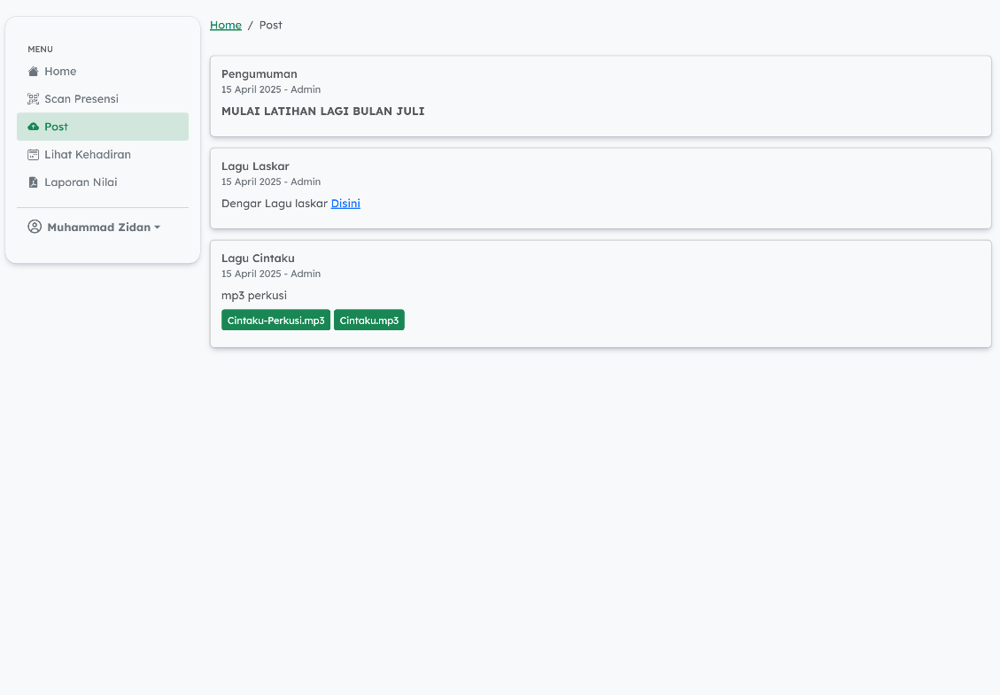 MENU
Home
Scan Presensi
Post
Lihat Kehadiran
Laporan Nilai
Muhammad Zidan
Home / Post
Pengumuman
15 April 2025 - Admin
MULAI LATIHAN LAGI BULAN JULI
Lagu Laskar
15 April 2025 - Admin
Dengar Lagu laskar Disini
Lagu Cintaku
15 April 2025 - Admin
mp3 perkusi
Cintaku-Perkusi.mp3 Cintaku.mp3